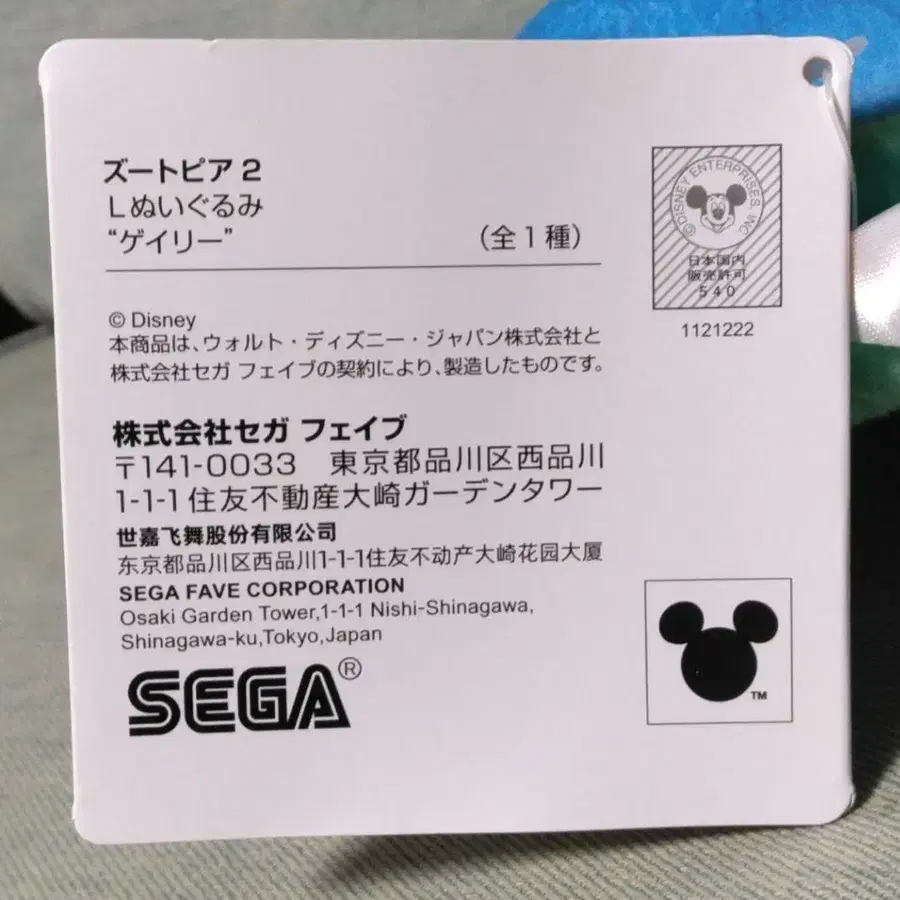 ズートピア 2
Lぬいぐるみ
“ゲイリー”
（全1種）
©DISNEY ENTERPRISES, INC
日本国内
販売許可
540
1121222
© Disney
本商品は、ウォルト・ディズニー・ジャパン株式会社と
株式会社セガ フェイブの契約により、製造したものです。
株式会社セガ フェイブ
〒141-0033 東京都品川区西品川
1-1-1 住友不動産大崎ガーデンタワー
世嘉飞舞股份有限公司
东京都品川区西品川1-1-1住友不动产大崎花园大厦
SEGA FAVE CORPORATION
Osaki Garden Tower,1-1-1 Nishi-Shinagawa,
Shinagawa-ku,Tokyo,Japan
SEGA®
TM